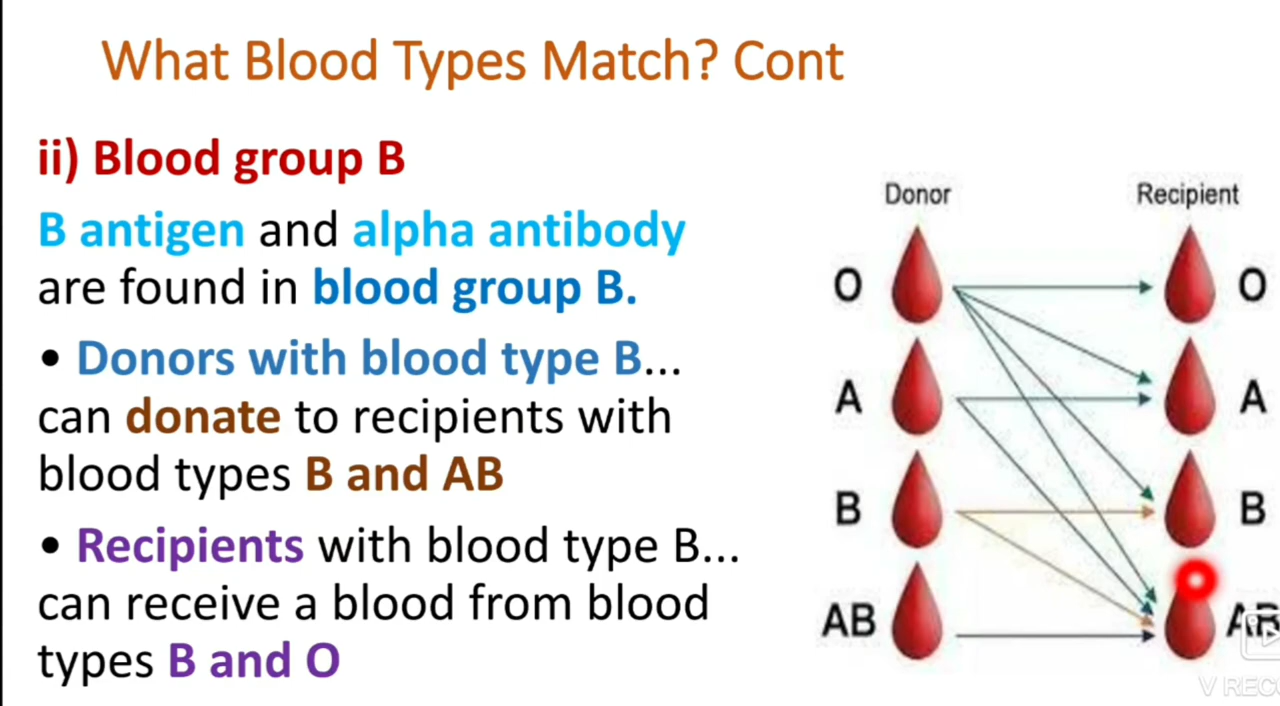 What Blood Types Match? Cont
ii) Blood group B
B antigen and alpha antibody
are found in blood group B.
• Donors with blood type B...
can donate to recipients with
blood types B and AB
• Recipients with blood type B...
can receive a blood from blood
types B and O
Donor Recipient
O O
A A
B B
AB AB
V RECO